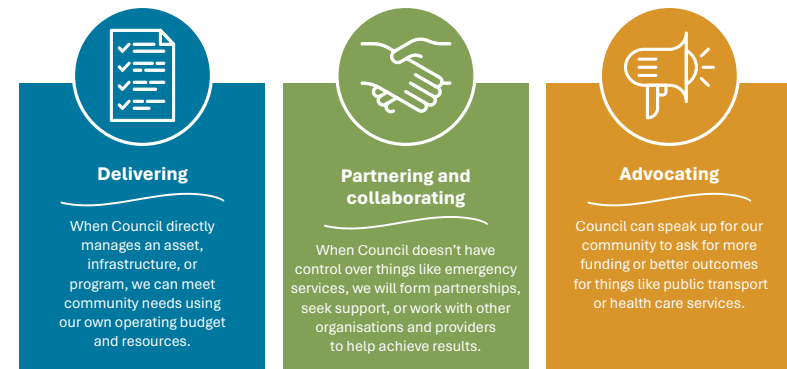 Delivering
When Council directly
manages an asset,
infrastructure, or
program, we can meet
community needs using
our own operating budget
and resources.
Partnering and
collaborating
When Council doesn’t have
control over things like emergency
services, we will form partnerships,
seek support, or work with other
organisations and providers
to help achieve results.
Advocating
Council can speak up for our
community to ask for more
funding or better outcomes
for things like public transport
or health care services.